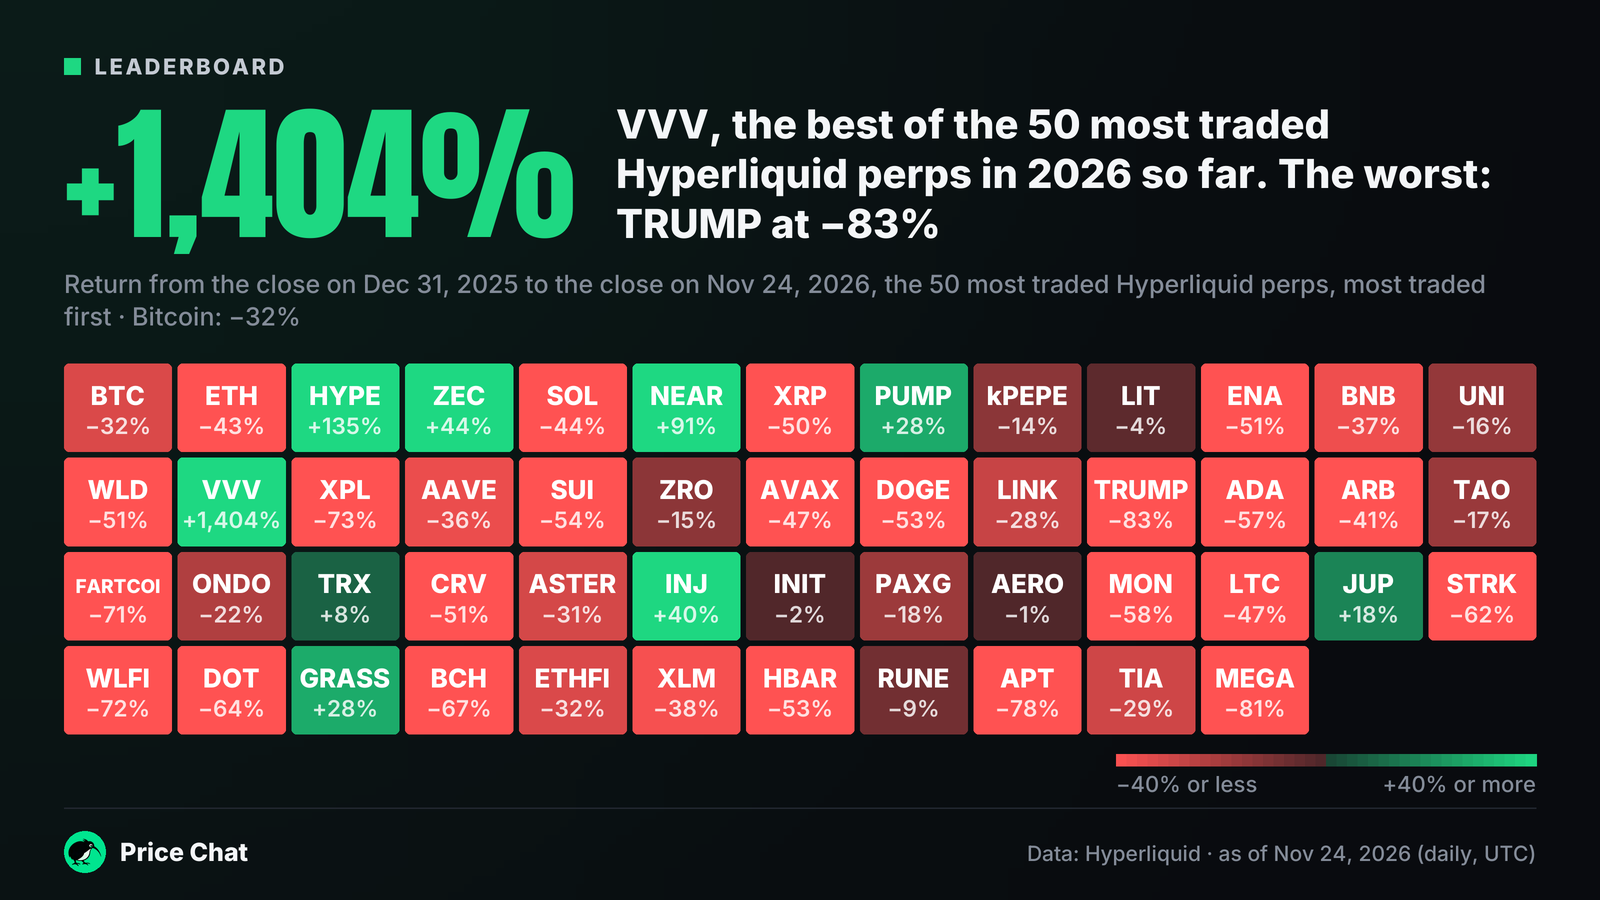 LEADERBOARD
+1,404%
VVV, the best of the 50 most traded
Hyperliquid perps in 2026 so far. The worst:
TRUMP at −83%
Return from the close on Dec 31, 2025 to the close on Nov 24, 2026, the 50 most traded Hyperliquid perps, most traded
first · Bitcoin: −32%
BTC ETH HYPE ZEC SOL NEAR XRP PUMP kPEPE LIT ENA BNB UNI
−32% −43% +135% +44% −44% +91% −50% +28% −14% −4% −51% −37% −16%
WLD VVV XPL AAVE SUI ZRO AVAX DOGE LINK TRUMP ADA ARB TAO
−51% +1,404% −73% −36% −54% −15% −47% −53% −28% −83% −57% −41% −17%
FARTCOI ONDO TRX CRV ASTER INJ INIT PAXG AERO MON LTC JUP STRK
−71% −22% +8% −51% −31% +40% −2% −18% −1% −58% −47% +18% −62%
WLFI DOT GRASS BCH ETHFI XLM HBAR RUNE APT TIA MEGA
−72% −64% +28% −67% −32% −38% −53% −9% −78% −29% −81%
−40% or less +40% or more
Price Chat
Data: Hyperliquid · as of Nov 24, 2026 (daily, UTC)